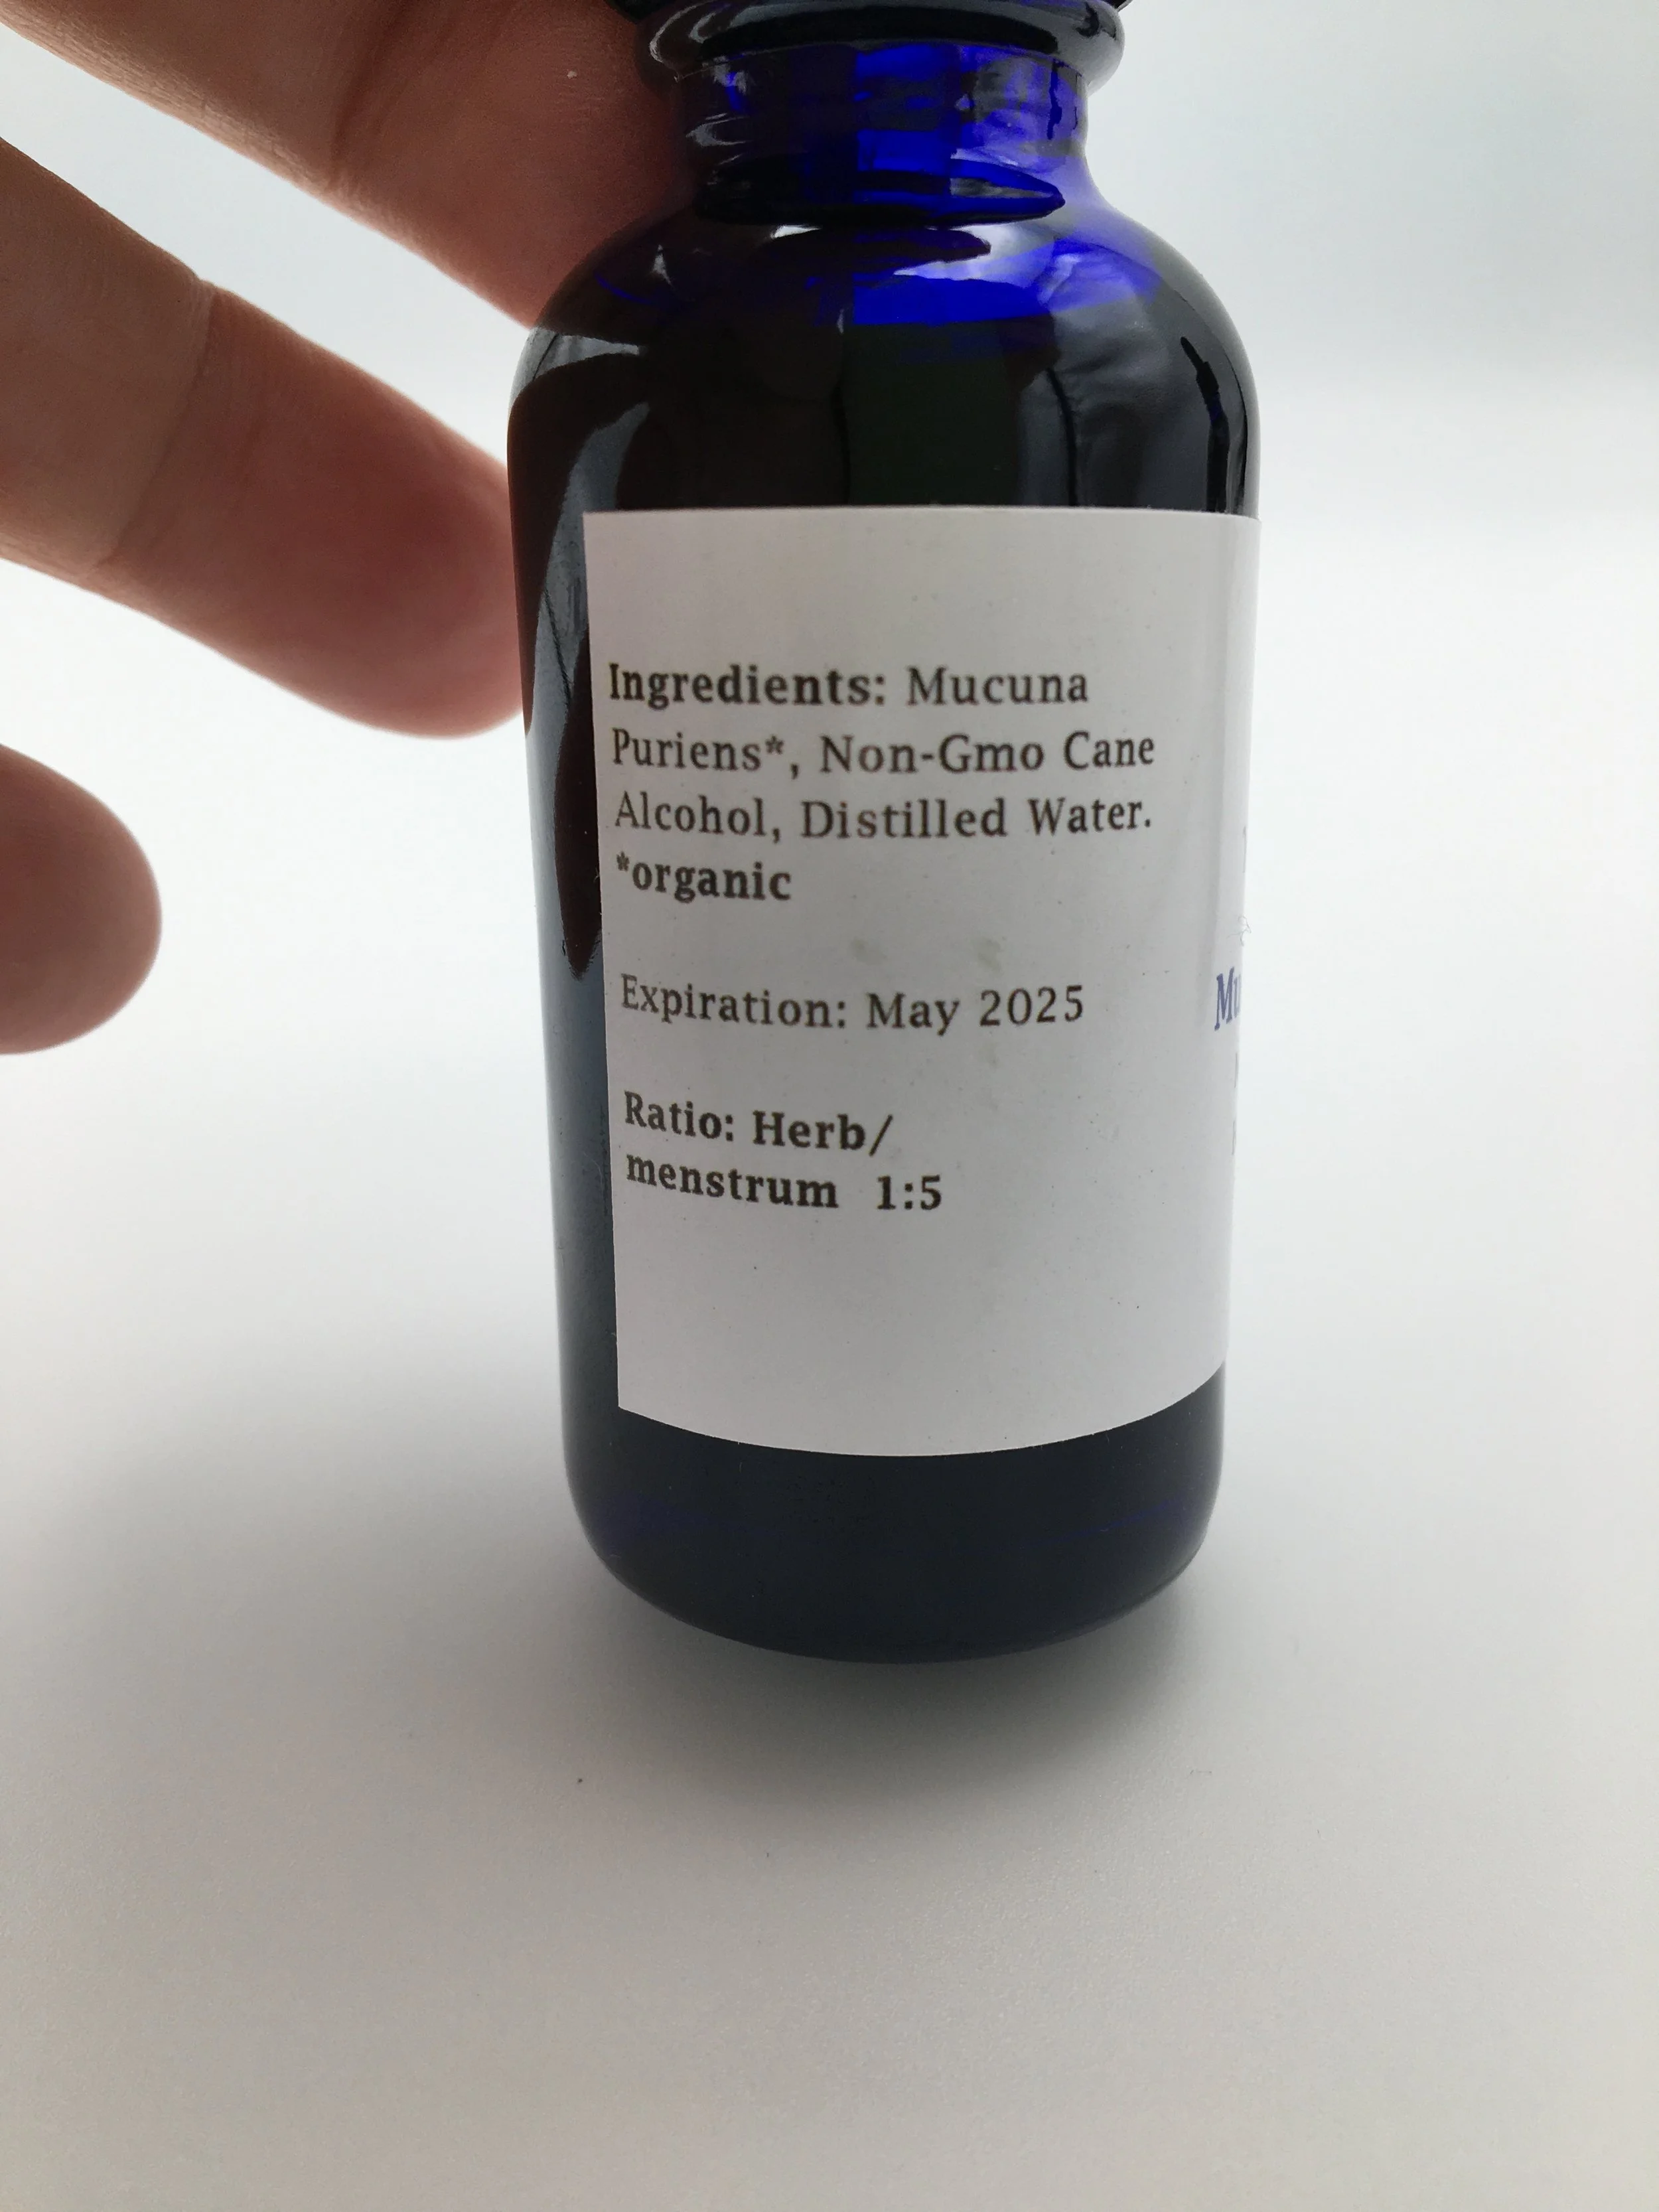 Ingredients: Mucuna
Puriens*, Non-Gmo Cane
Alcohol, Distilled Water.
*organic
Expiration: May 2025
Ratio: Herb/
menstrum 1:5